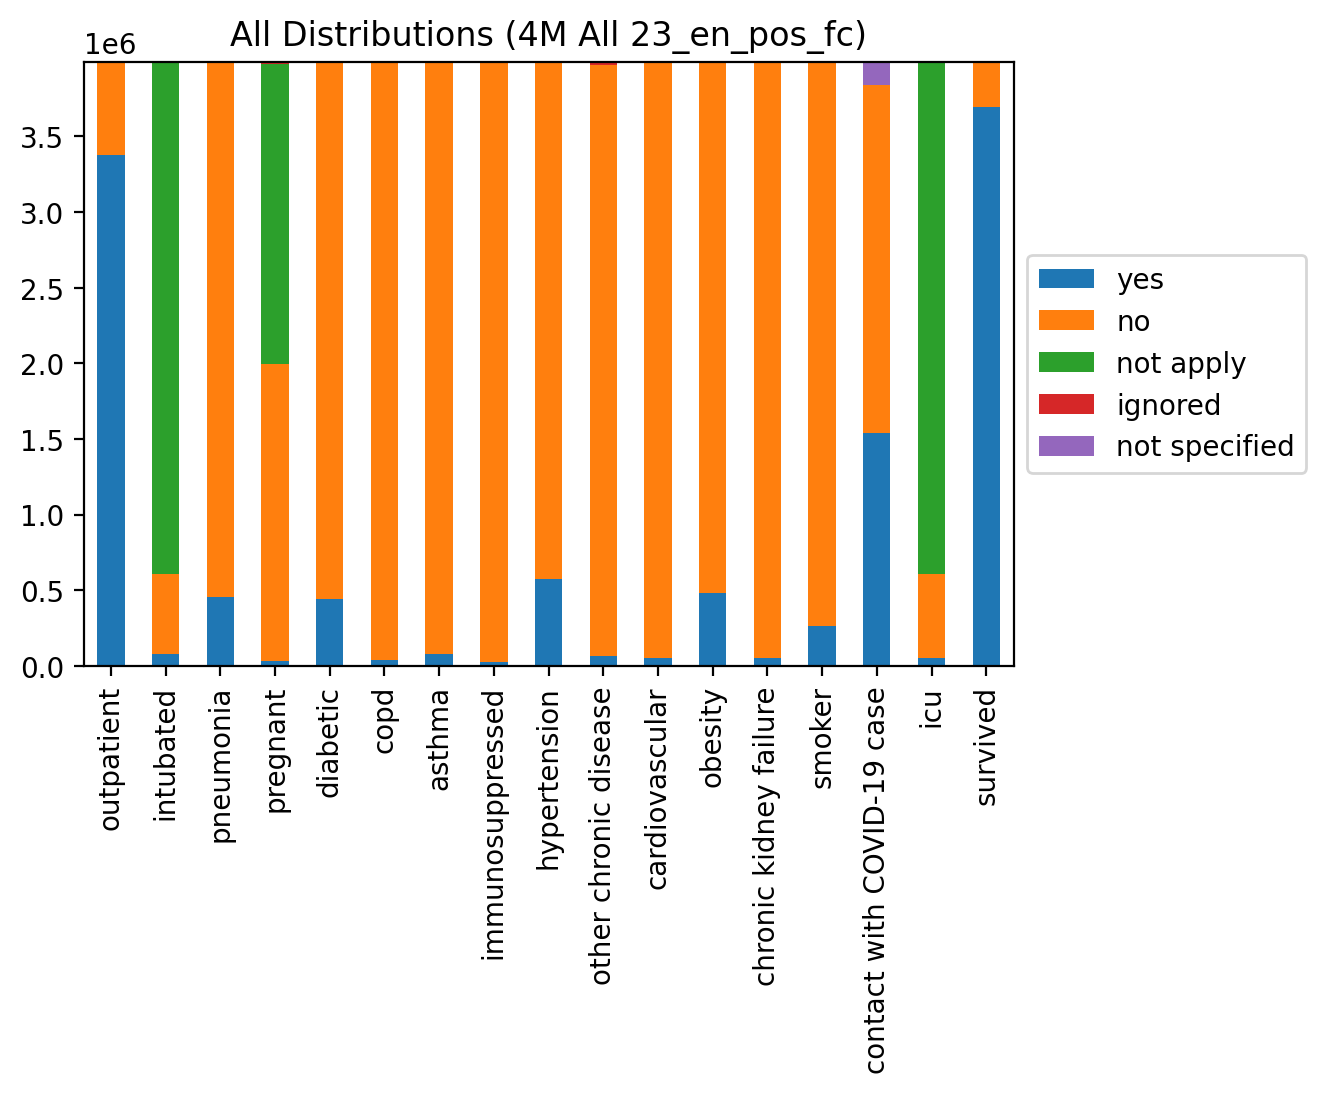 All Distributions (4M All 23_en_pos_fc)
1e6
3.5
3.0
2.5
2.0
1.5
1.0
0.5
0.0
outpatient
intubated
pneumonia
pregnant
diabetic
copd
asthma
immunosuppressed
hypertension
other chronic disease
cardiovascular
obesity
chronic kidney failure
smoker
contact with COVID-19 case
icu
survived
yes
no
not apply
ignored
not specified